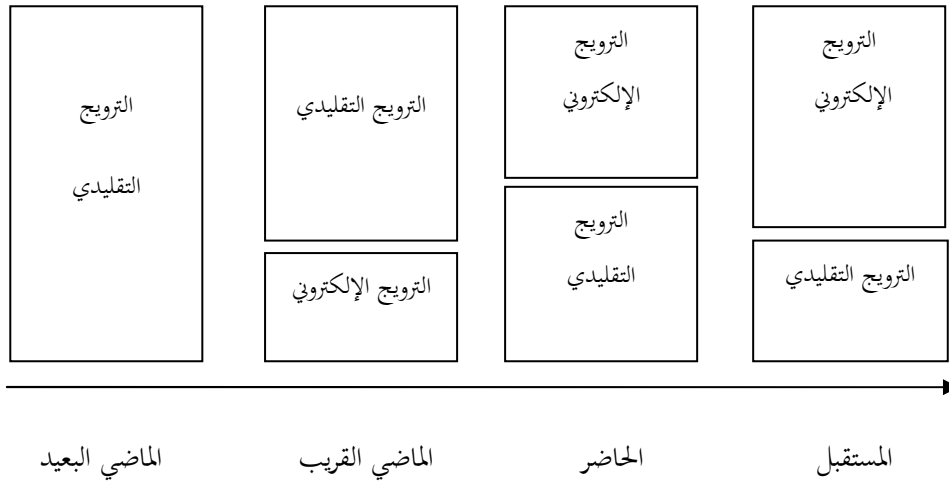 الترويج
التقليدي
الترويج التقليدي
الترويج الإلكتروني
الترويج
الإلكتروني
الترويج
التقليدي
الترويج
الإلكتروني
الترويج التقليدي
الماضي البعيد
الماضي القريب
الحاضر
المستقبل